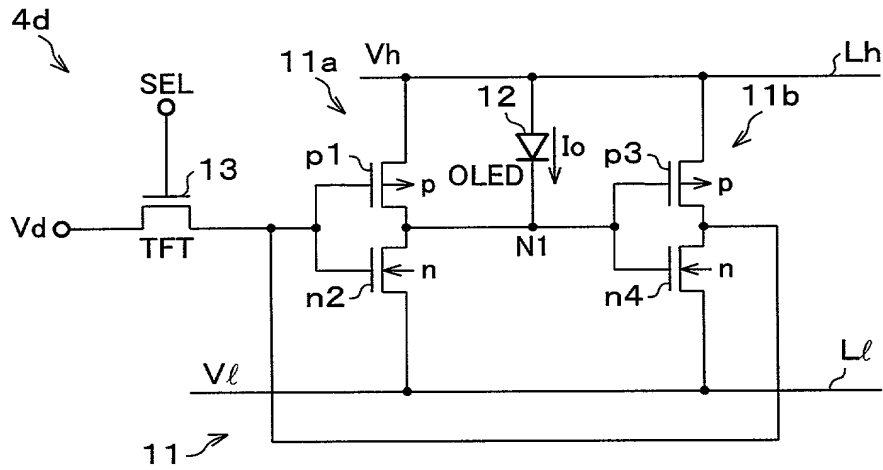 4d
SEL
13
Vd
TFT
11a
Vh
Lh
12
11b
p1
p
OLED
Io
p3
p
N1
n2
n
n4
n
Vℓ
Lℓ
11